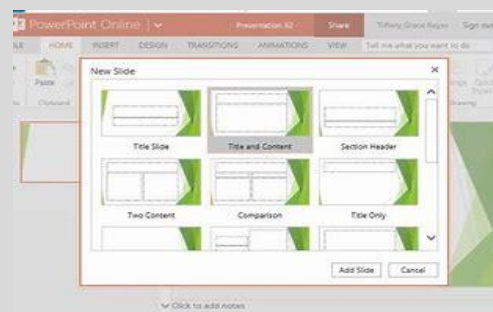 PowerPoint Online
Presentation 82
Share
Tiffany Grace Reyes
Sign out
HOME INSERT DESIGN TRANSITIONS ANIMATIONS VIEW Tell me what you want to do
Paste
Clipboard
Drawing
New Slide
Title Slide Title and Content Section Header
Two Content Comparison Title Only
Add Slide Cancel
Click to add notes